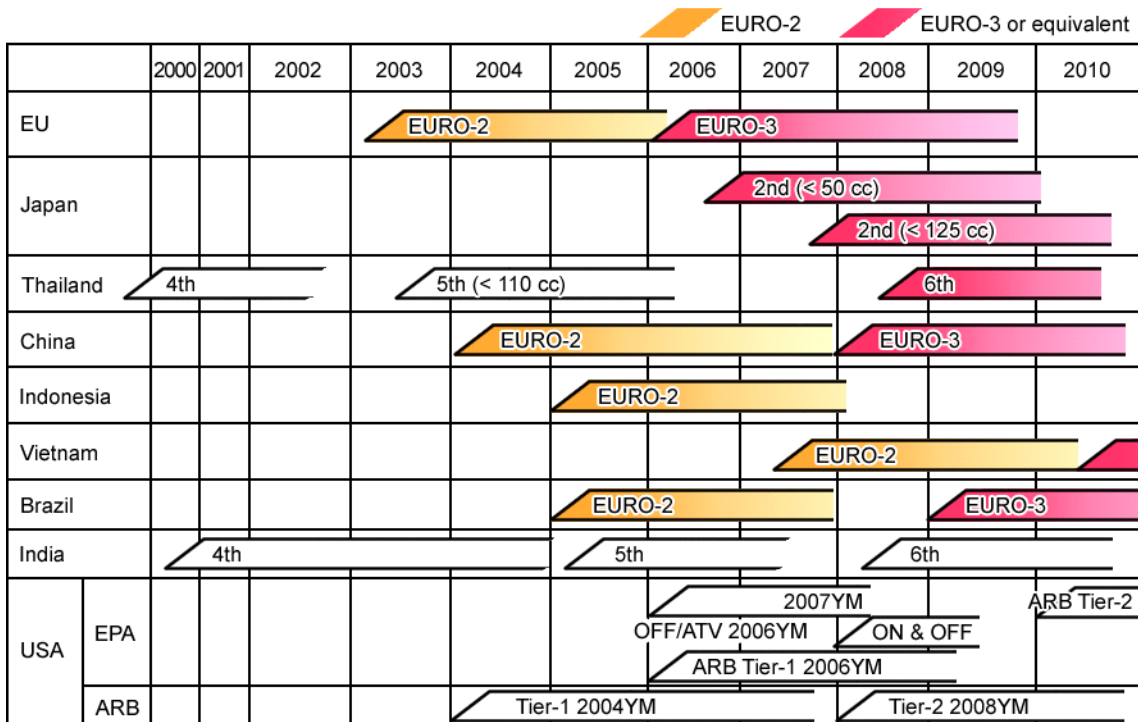 EURO-2 EURO-3 or equivalent
2000 2001 2002 2003 2004 2005 2006 2007 2008 2009 2010
EU EURO-2 EURO-3
Japan 2nd (< 50 cc)
2nd (< 125 cc)
Thailand 4th 5th (< 110 cc) 6th
China EURO-2 EURO-3
Indonesia EURO-2
Vietnam EURO-2
Brazil EURO-2 EURO-3
India 4th 5th 6th
2007YM ARB Tier-2
USA EPA OFF/ATV 2006YM ON & OFF
ARB Tier-1 2006YM
ARB Tier-1 2004YM Tier-2 2008YM